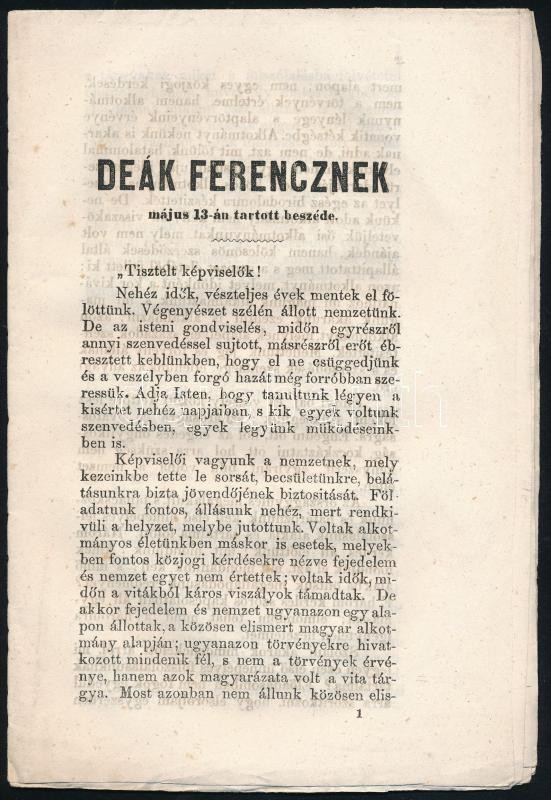 DEÁK FERENCZNEK
május 13-án tartott beszéde.
„Tisztelt képviselők!
Nehéz idők, vészteljes évek mentek el fö-
löttünk. Végenyészet szélén állott nemzetünk.
De az isteni gondviselés, midőn egyrészről
annyi szenvedéssel sujtott, másrészről erőt éb-
resztett keblünkben, hogy el ne csüggedjünk
és a veszélyben forgó hazát még forróbban sze-
ressük. Adja Isten, hogy tanultunk légyen a
kisértet nehéz napjaiban, s kik egyek voltunk
szenvedésben, egyek legyünk működéseink-
ben is.
Képviselői vagyunk a nemzetnek, mely
kezeinkbe tette le sorsát, becsületünkre, belá-
tásunkra bizta jövendőjének biztositását. Föl
adatunk fontos, állásunk nehéz, mert rendki-
vüli a helyzet, melybe jutottunk. Voltak alkot-
mányos életünkben máskor is esetek, melyek-
ben fontos közjogi kérdésekre nézve fejedelem
és nemzet egyet nem értettek; voltak idők, mi-
dőn a vitákból káros viszályok támadtak. De
akkor fejedelem és nemzet ugyanazon egy ala-
pon állottak, a közösen elismert magyar alkot-
mány alapján; ugyanazon törvényekre hivat-
kozott mindenik fél, s nem a törvények érvé-
nye, hanem azok magyarázata volt a vita tár-
gya. Most azonban nem állunk közösen elis-
1